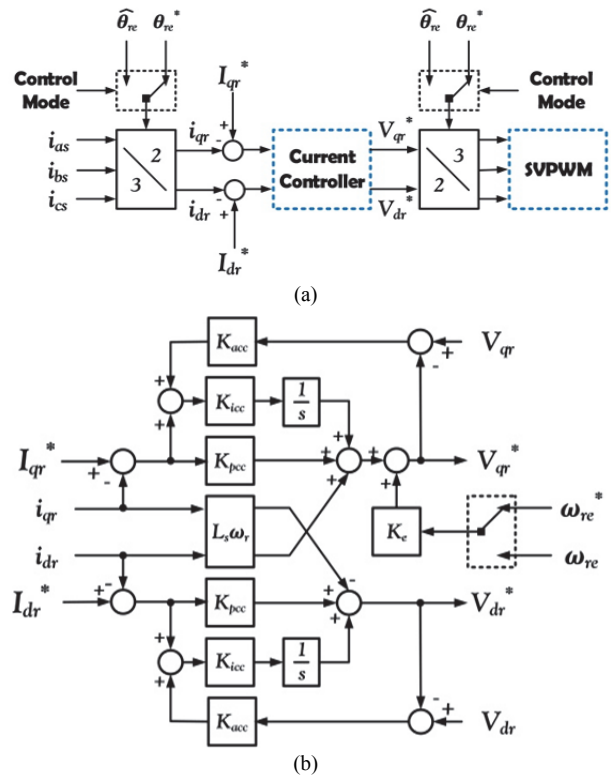 θ̂re θre* θ̂re θre*
Control Mode Iqr* Control Mode
ias iqr + - Vqr*
ibs 2 3 Current Controller 3 2 SVPWM
ics idr - + Vdr*
Idr*
(a)
Kacc Vqr
+ -
+ + Kicc 1/s +
Iqr* + - Kpcc + + + + Vqr*
iqr ωre*
Lsωr Ke
idr ωre
Idr* + - Kpcc + - + Vdr*
+ + Kicc 1/s
Kacc - + Vdr
(b)